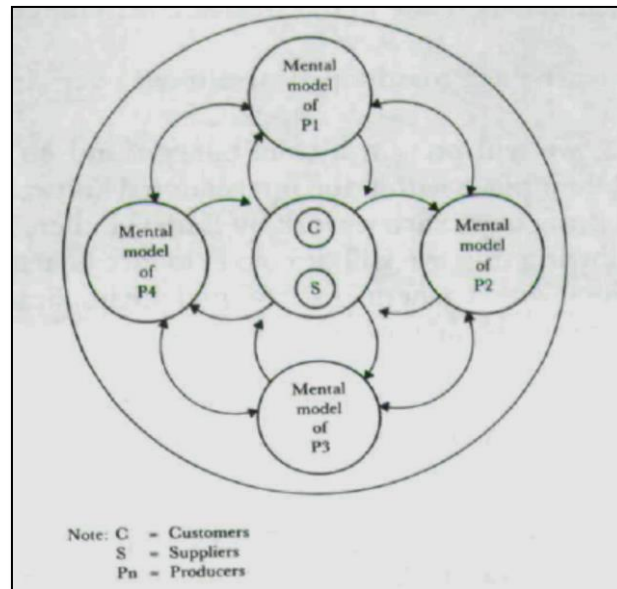 Mental
model
of
P1
Mental
model
of
P4
C
S
Mental
model
of
P2
Mental
model
of
P3
Note: C = Customers
S = Suppliers
Pn = Producers